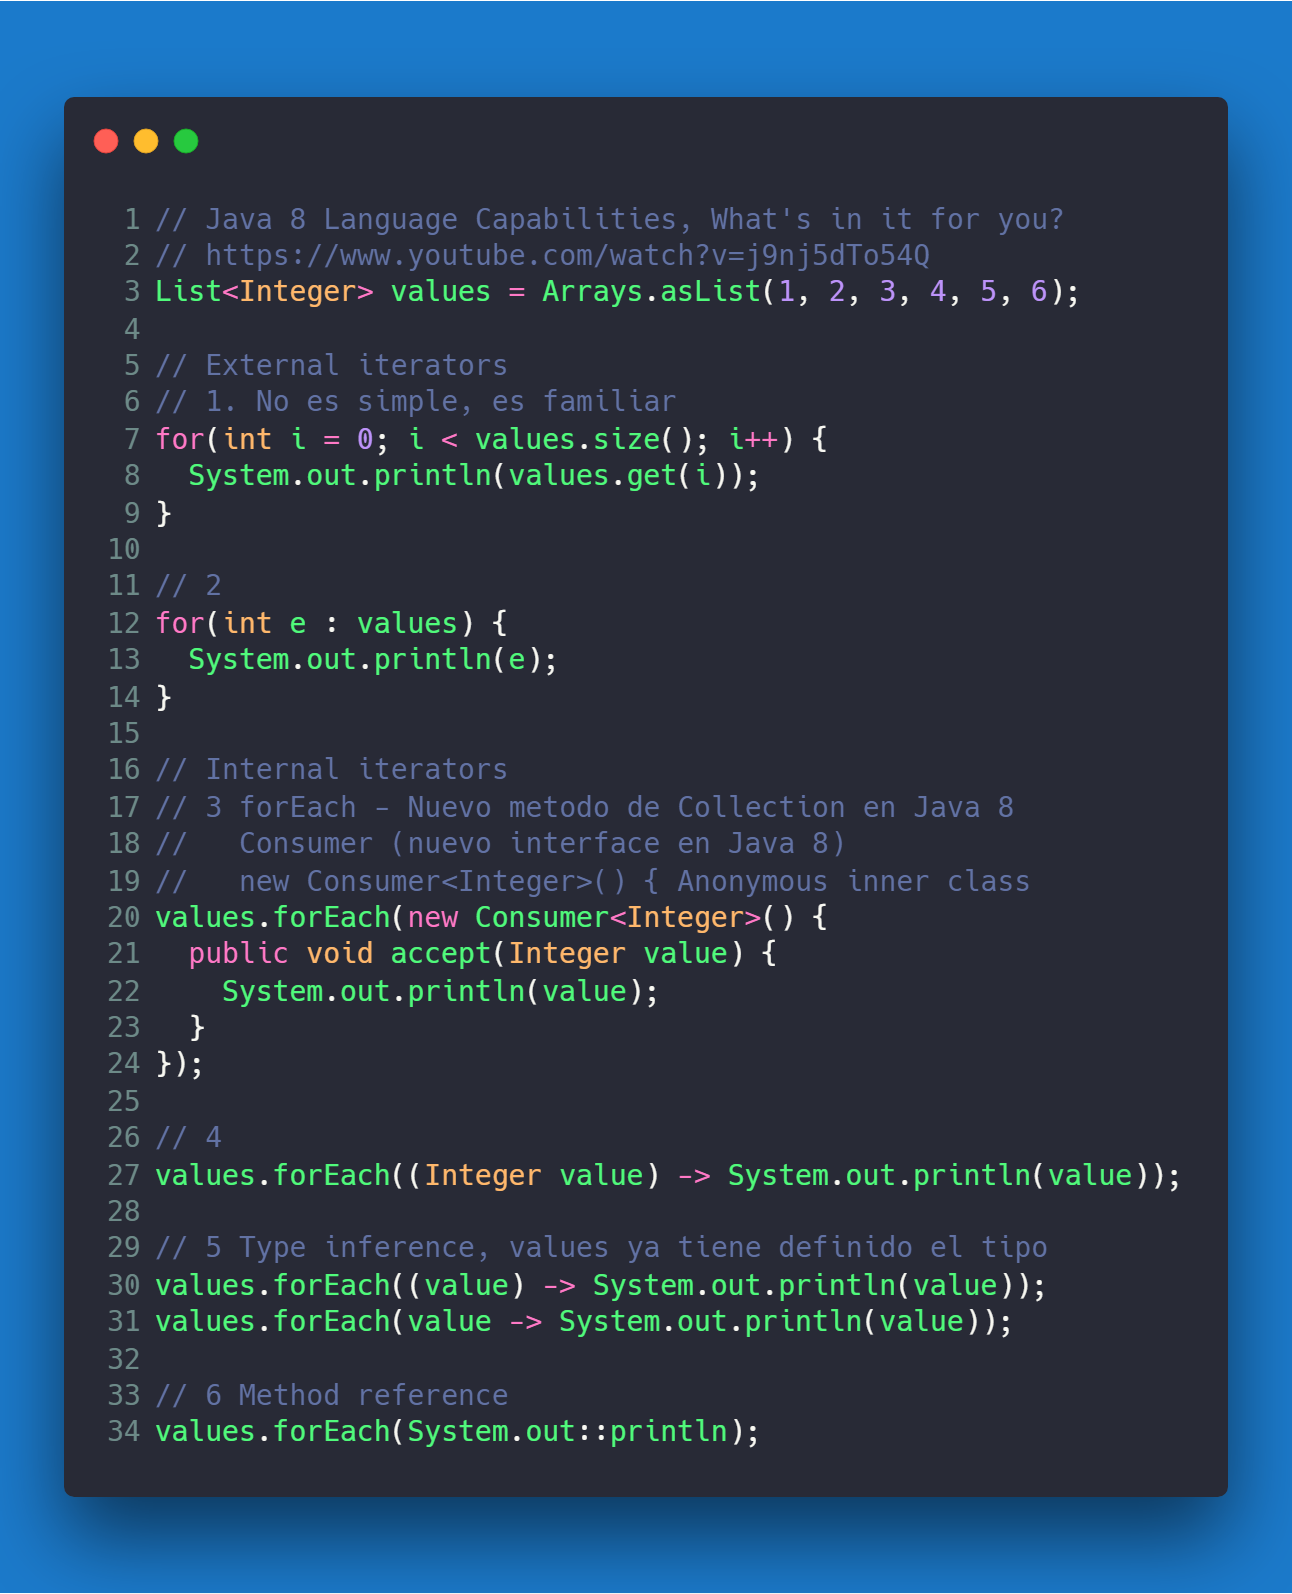 1 // Java 8 Language Capabilities, What's in it for you?
2 // https://www.youtube.com/watch?v=j9nj5dTo54Q
3 List<Integer> values = Arrays.asList(1, 2, 3, 4, 5, 6);
4
5 // External iterators
6 // 1. No es simple, es familiar
7 for(int i = 0; i < values.size(); i++) {
8   System.out.println(values.get(i));
9 }
10
11 // 2
12 for(int e : values) {
13   System.out.println(e);
14 }
15
16 // Internal iterators
17 // 3 forEach - Nuevo metodo de Collection en Java 8
18 //   Consumer (nuevo interface en Java 8)
19 //   new Consumer<Integer>() { Anonymous inner class
20 values.forEach(new Consumer<Integer>() {
21   public void accept(Integer value) {
22     System.out.println(value);
23   }
24 });
25
26 // 4
27 values.forEach((Integer value) -> System.out.println(value));
28
29 // 5 Type inference, values ya tiene definido el tipo
30 values.forEach((value) -> System.out.println(value));
31 values.forEach(value -> System.out.println(value));
32
33 // 6 Method reference
34 values.forEach(System.out::println);